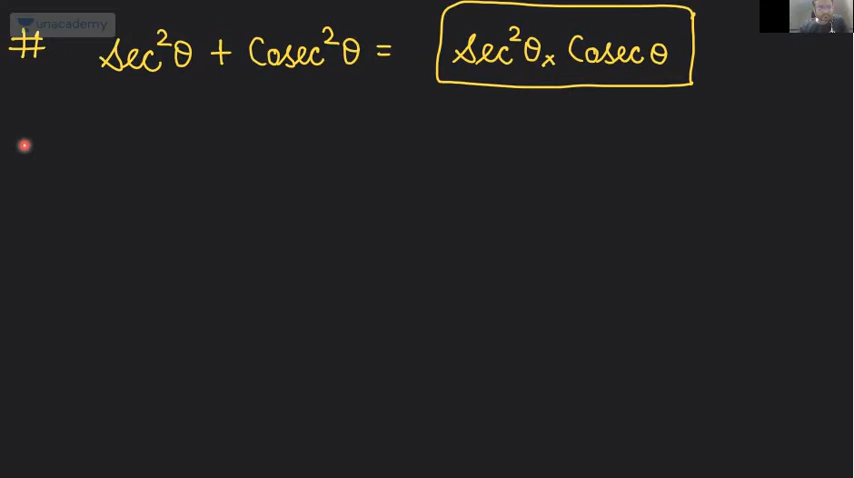 unacademy
# sec²θ + Cosec²θ = sec²θ × Cosec θ